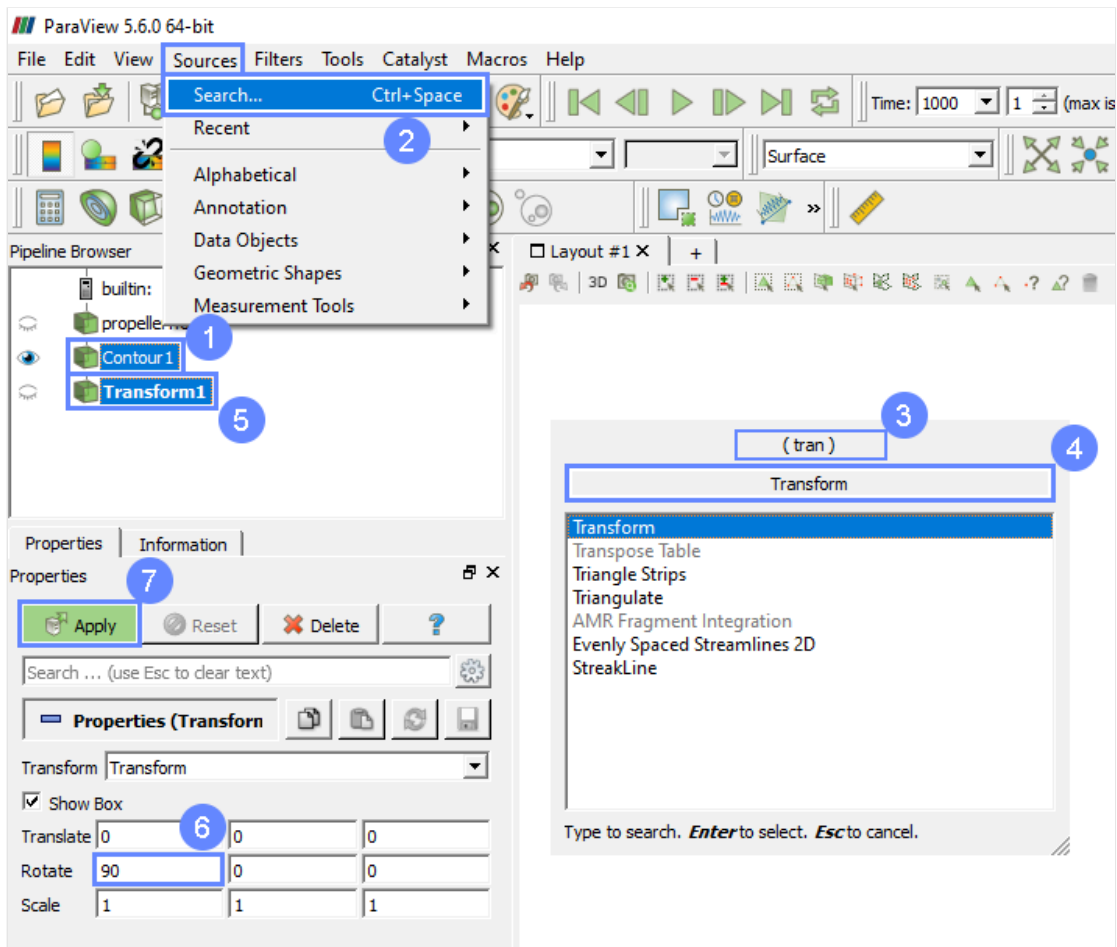 ParaView 5.6.0 64-bit
File Edit View Sources Filters Tools Catalyst Macros Help
Search... Ctrl+Space
Time: 1000 1 (max is
Recent
2
Surface
Alphabetical
Annotation
Data Objects
Geometric Shapes
Measurement Tools
Pipeline Browser
Layout #1 +
3D
builtin:
1
Contour1
Transform1
5
3
( tran )
4
Transform
Transform
Transpose Table
Triangle Strips
Triangulate
AMR Fragment Integration
Evenly Spaced Streamlines 2D
StreakLine
Type to search. Enter to select. Esc to cancel.
Properties Information
Properties
7
Apply Reset Delete ?
Search ... (use Esc to clear text)
Properties (Transforn
Transform Transform
Show Box
6
Translate 0 0 0
Rotate 90 0 0
Scale 1 1 1